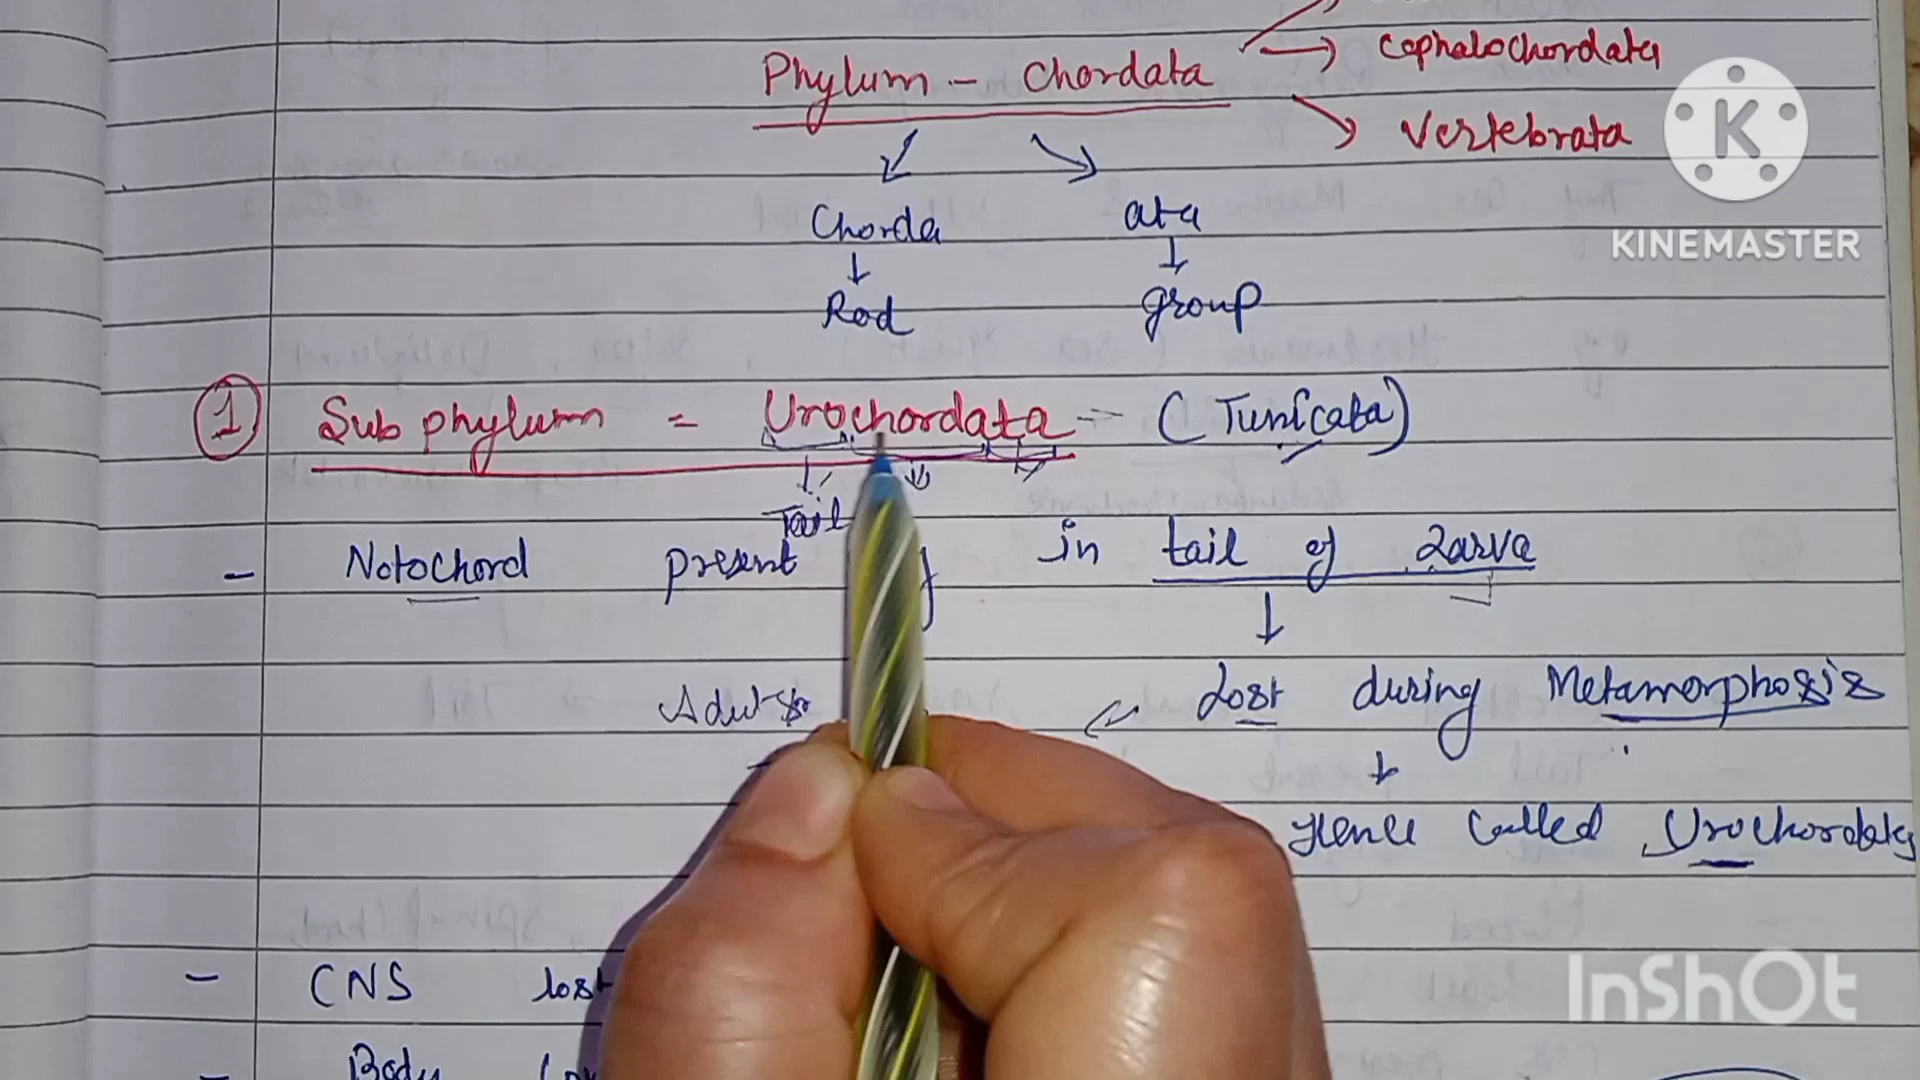 Cephalochordata
Phylum - Chordata
Vertebrata
K
KINEMASTER
Chorda ata
Rod group
1 Sub phylum = Urochordata - (Tunicata)
Tail
- Notochord present in tail of Larva
Adults Lost during Metamorphosis
Hence Called Urochordata
- CNS lost
- Body
InShOt